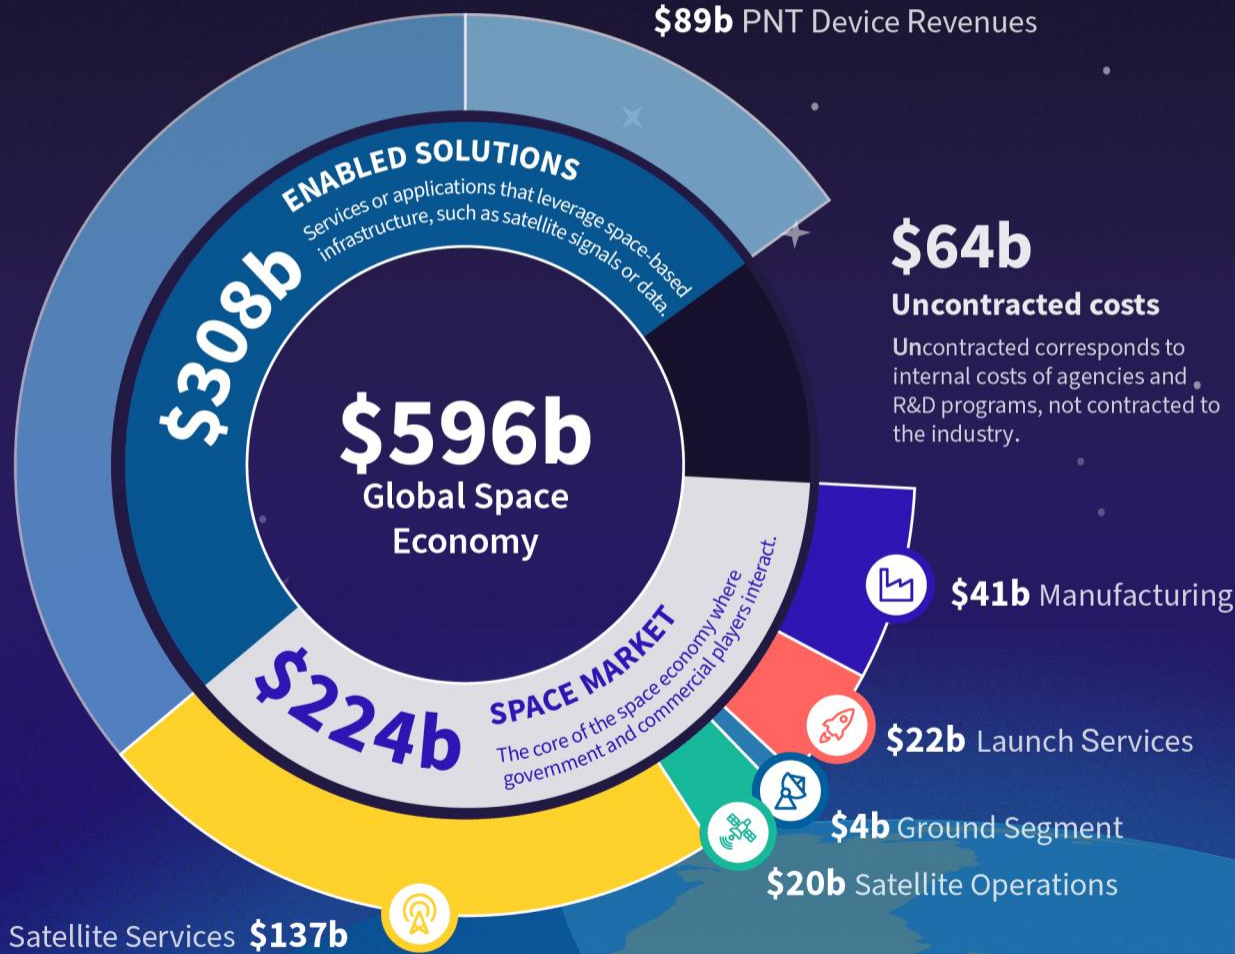 $89b PNT Device Revenues
ENABLED SOLUTIONS
Services or applications that leverage space-based
infrastructure, such as satellite signals or data.
$308b
$64b
Uncontracted costs
Uncontracted corresponds to
internal costs of agencies and
R&D programs, not contracted to
the industry.
$596b
Global Space
Economy
$224b
SPACE MARKET
The core of the space economy where
government and commercial players interact.
$41b Manufacturing
$22b Launch Services
$4b Ground Segment
$20b Satellite Operations
Satellite Services $137b